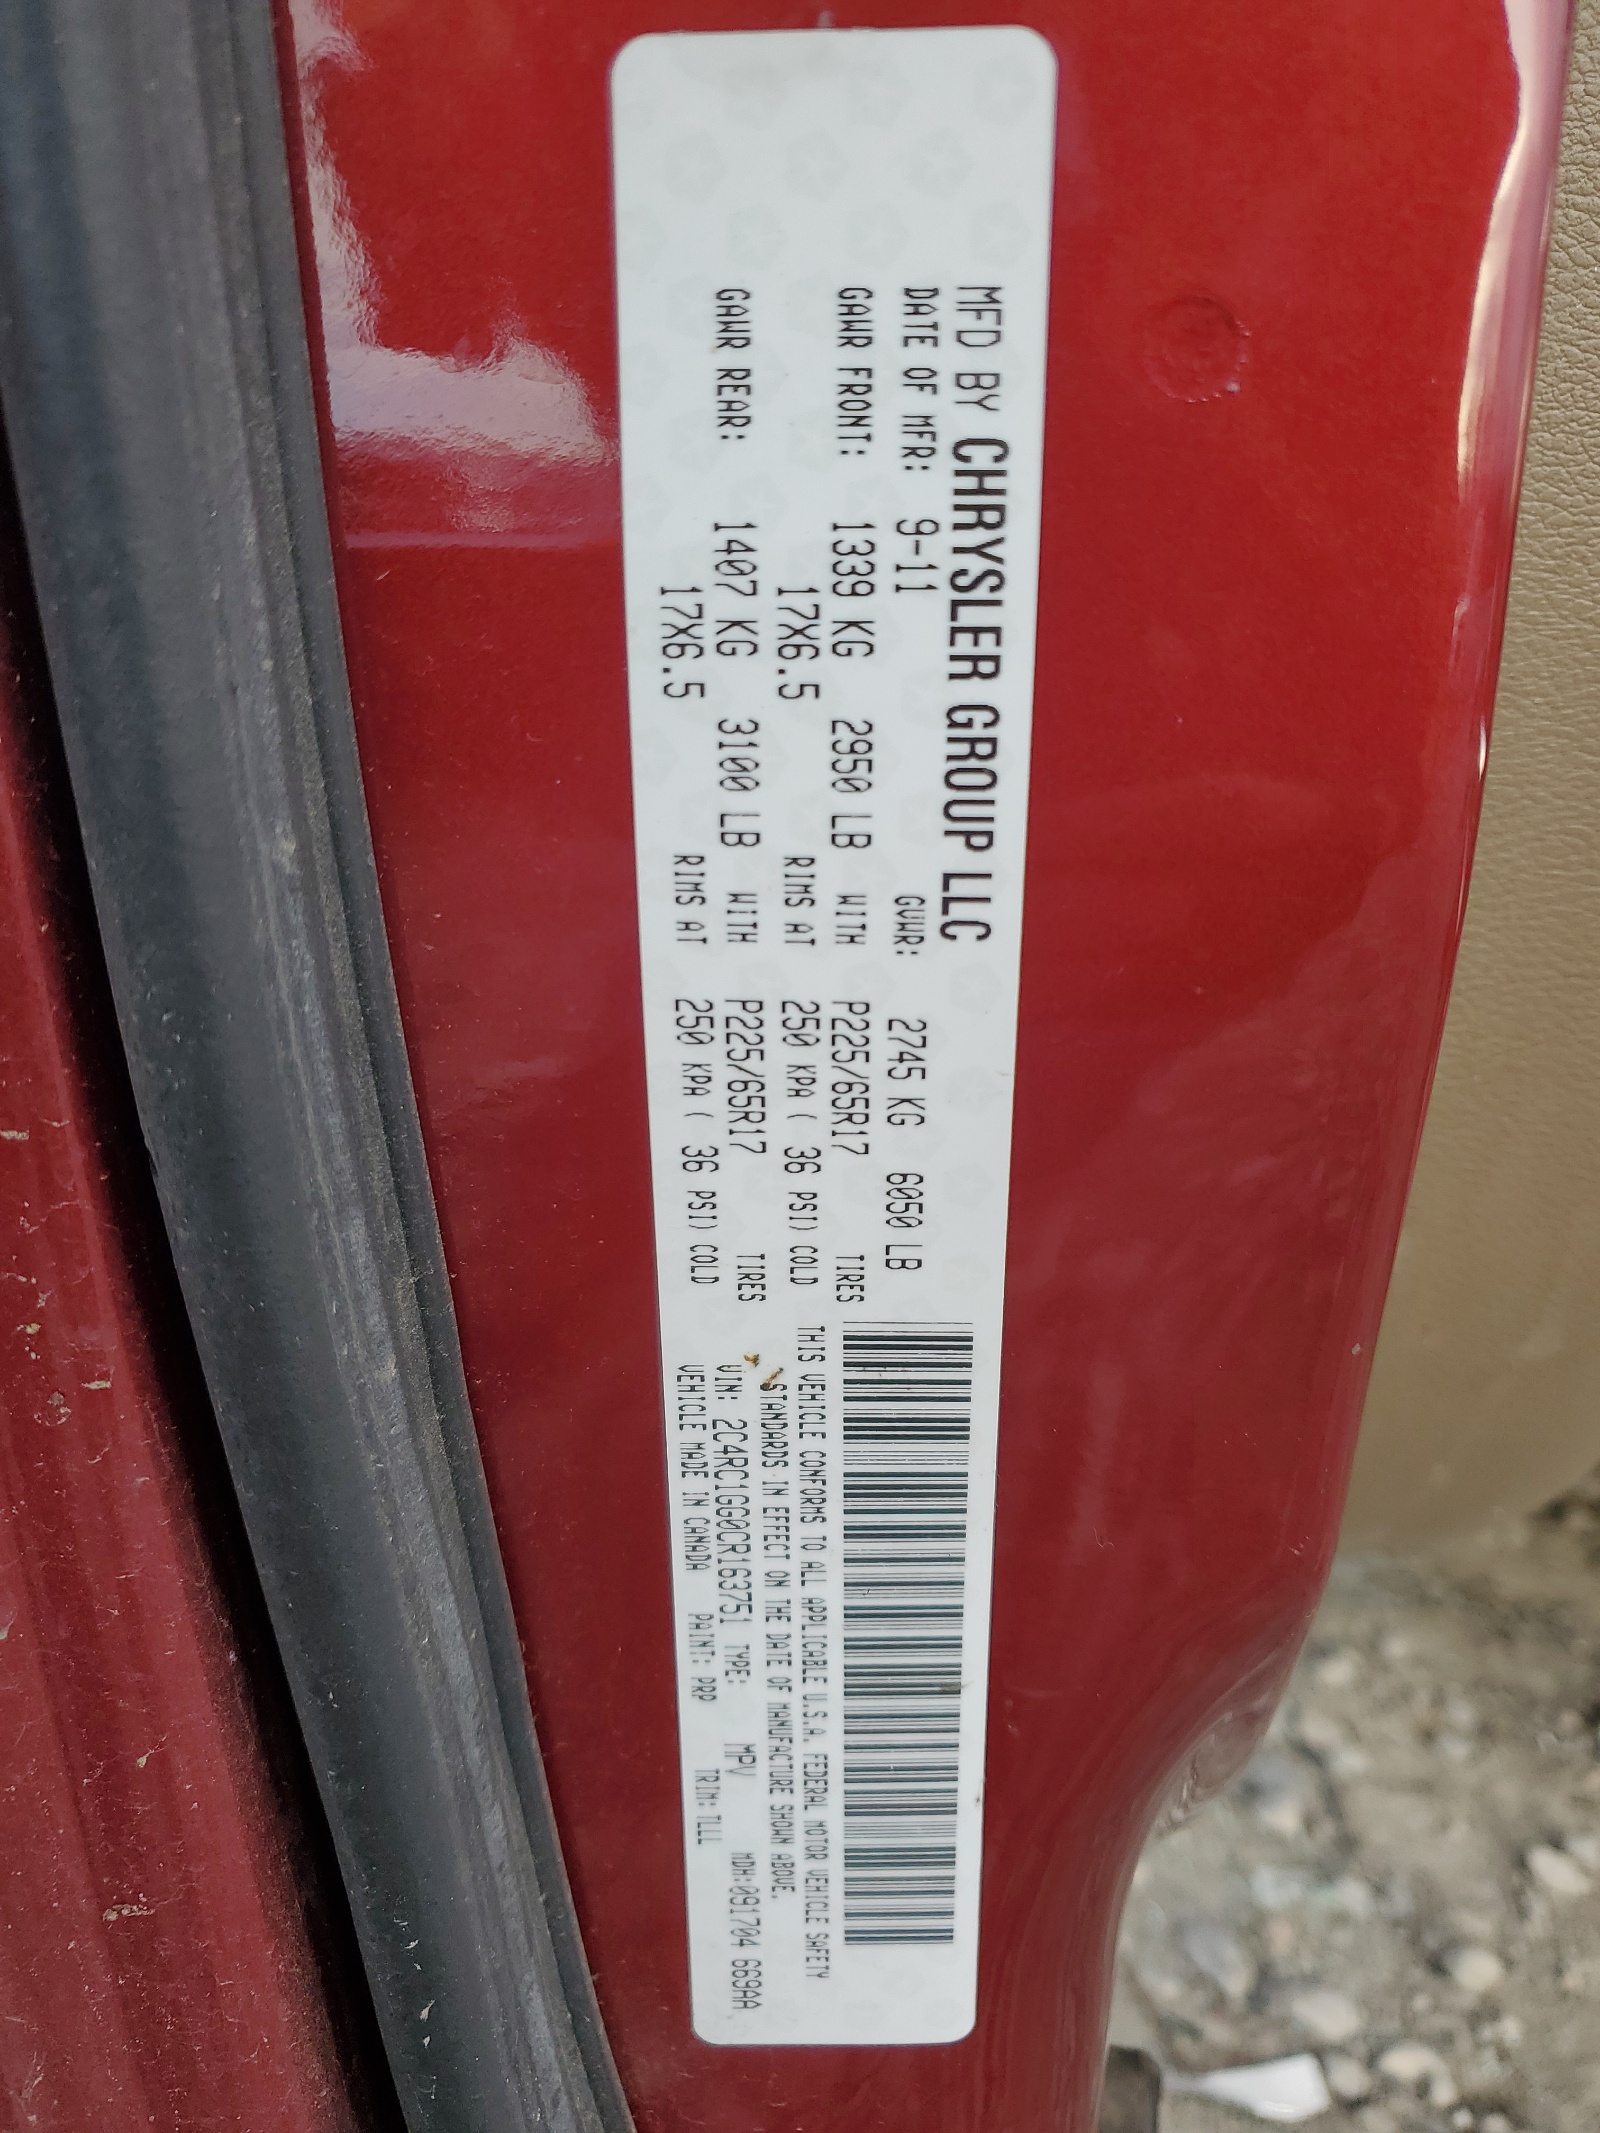 MFD BY CHRYSLER GROUP LLC
DATE OF MFR: 9-11 GVWR: 2745 KG 6050 LB
GAWR FRONT: 1339 KG 2950 LB WITH P225/65R17 TIRES
17X6.5 RIMS AT 250 KPA ( 36 PSI) COLD
GAWR REAR: 1407 KG 3100 LB WITH P225/65R17 TIRES
17X6.5 RIMS AT 250 KPA ( 36 PSI) COLD
THIS VEHICLE CONFORMS TO ALL APPLICABLE U.S.A. FEDERAL MOTOR VEHICLE SAFETY
STANDARDS IN EFFECT ON THE DATE OF MANUFACTURE SHOWN ABOVE.
VIN: 2C4RC1GG0CR163751 TYPE: MPV MDH:091704 669AA
VEHICLE MADE IN CANADA PAINT: PRP TRIM: TLLL